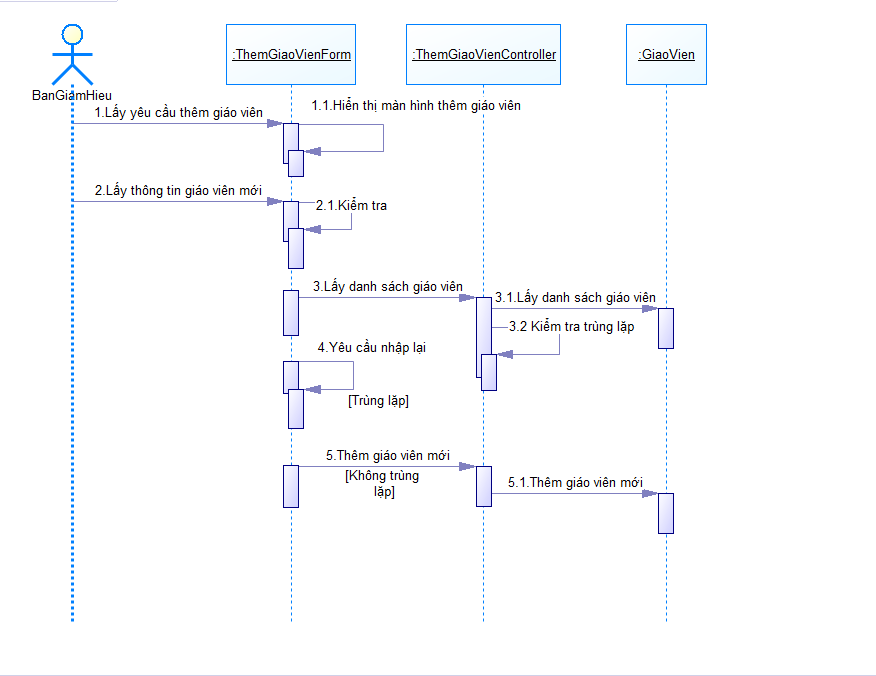 :ThemGiaoVienForm
:ThemGiaoVienController
:GiaoVien
BanGiamHieu
1.Lấy yêu cầu thêm giáo viên
1.1.Hiển thị màn hình thêm giáo viên
2.Lấy thông tin giáo viên mới
2.1.Kiểm tra
3.Lấy danh sách giáo viên
3.1.Lấy danh sách giáo viên
3.2 Kiểm tra trùng lặp
4.Yêu cầu nhập lại
[Trùng lặp]
5.Thêm giáo viên mới
[Không trùng
lặp]
5.1.Thêm giáo viên mới